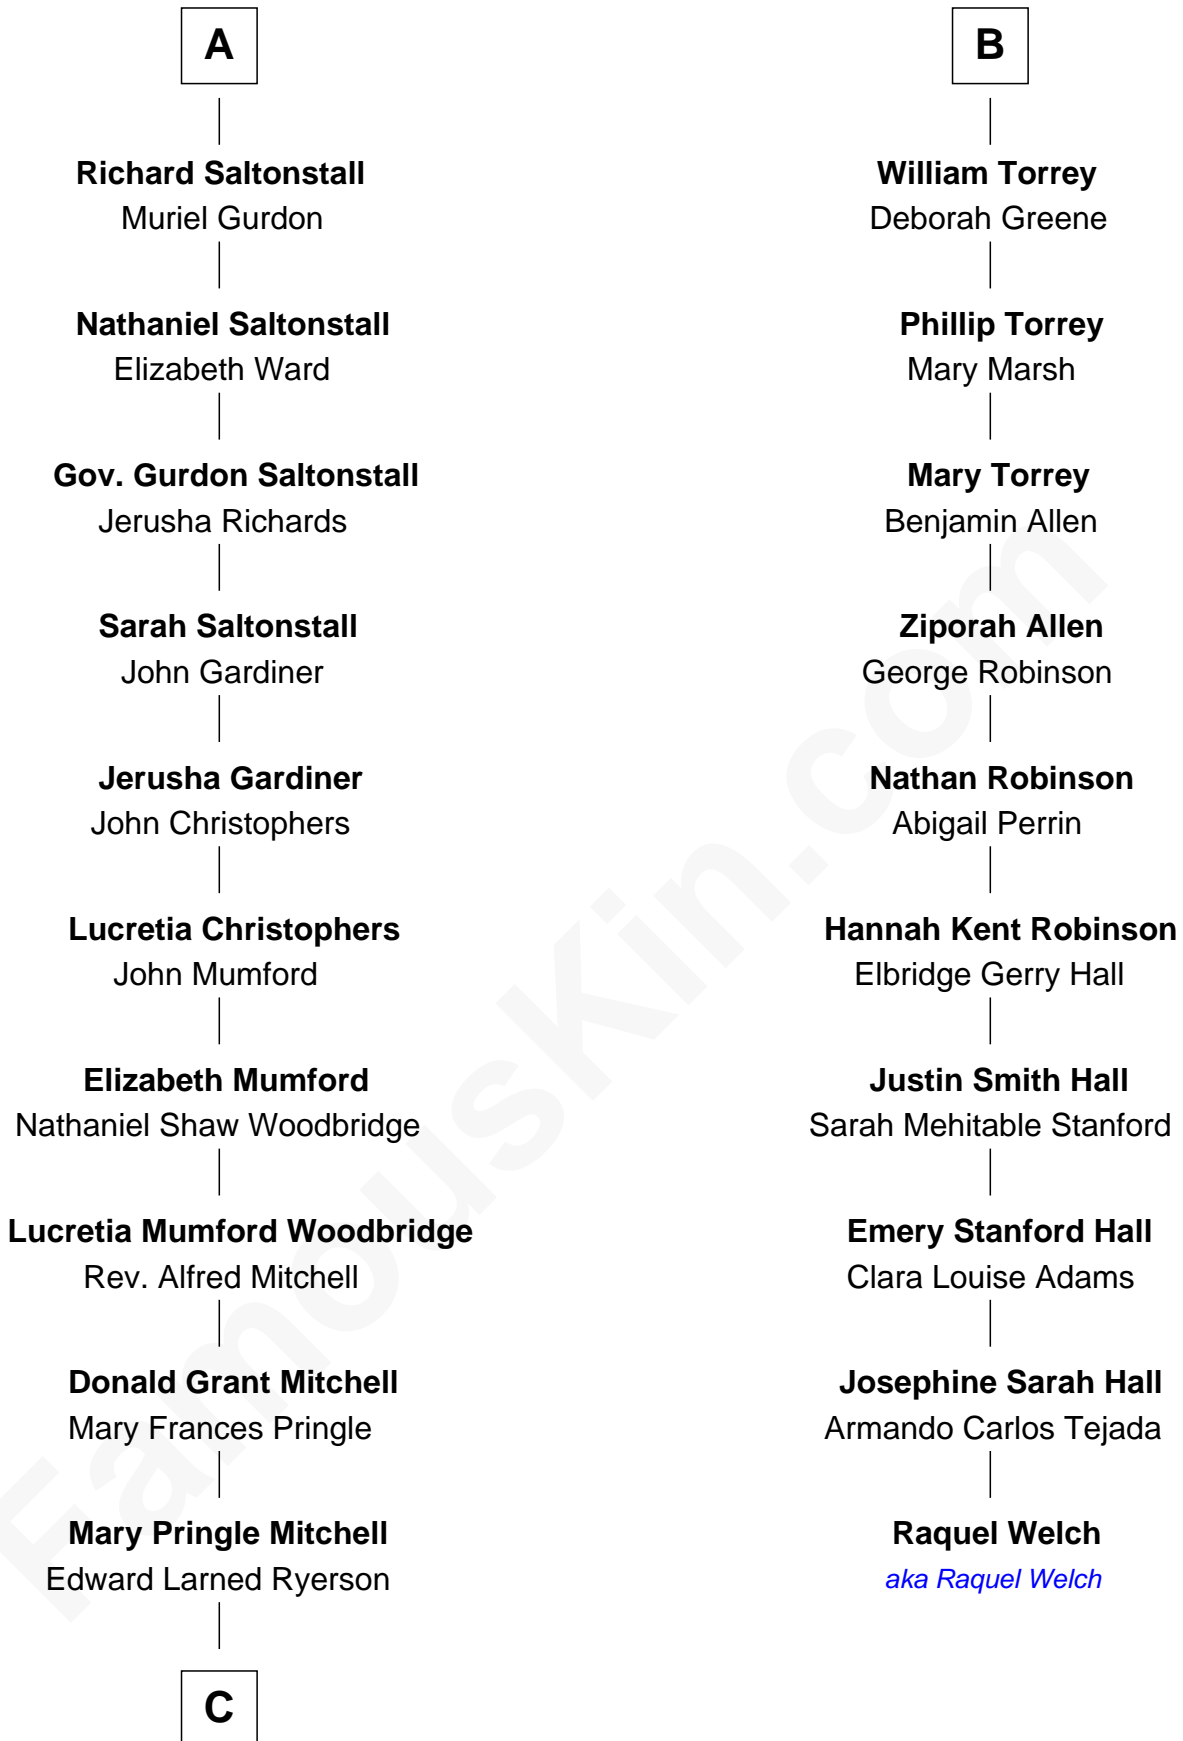 A
Richard Saltonstall
Muriel Gurdon
Nathaniel Saltonstall
Elizabeth Ward
Gov. Gurdon Saltonstall
Jerusha Richards
Sarah Saltonstall
John Gardiner
Jerusha Gardiner
John Christophers
Lucretia Christophers
John Mumford
Elizabeth Mumford
Nathaniel Shaw Woodbridge
Lucretia Mumford Woodbridge
Rev. Alfred Mitchell
Donald Grant Mitchell
Mary Frances Pringle
Mary Pringle Mitchell
Edward Larned Ryerson
C
B
William Torrey
Deborah Greene
Phillip Torrey
Mary Marsh
Mary Torrey
Benjamin Allen
Ziporah Allen
George Robinson
Nathan Robinson
Abigail Perrin
Hannah Kent Robinson
Elbridge Gerry Hall
Justin Smith Hall
Sarah Mehitable Stanford
Emery Stanford Hall
Clara Louise Adams
Josephine Sarah Hall
Armando Carlos Tejada
Raquel Welch
aka Raquel Welch
FamousKin.com